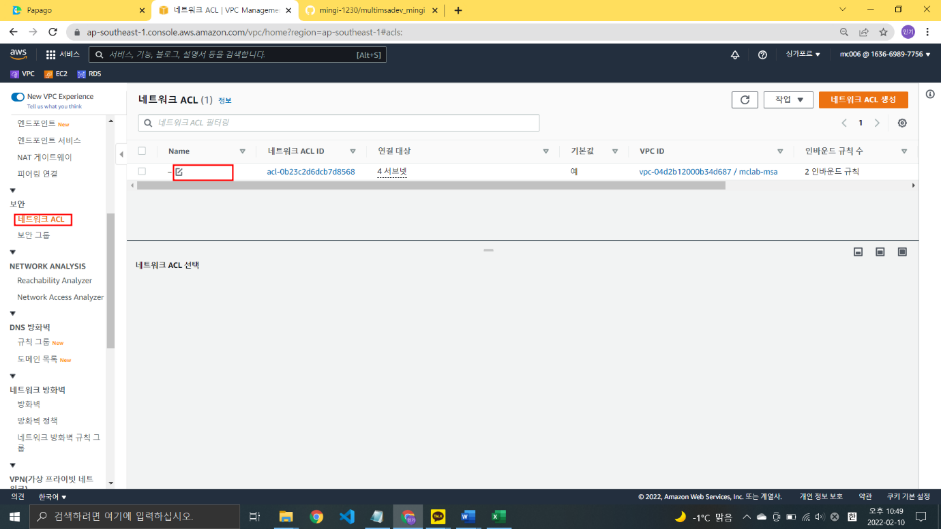 Papago
네트워크 ACL | VPC Manageme
mingi-1230/multimsadev_mingi
ap-southeast-1.console.aws.amazon.com/vpc/home?region=ap-southeast-1#acls:
민기
aws
서비스
서비스, 기능, 블로그, 설명서 등을 검색합니다.
[Alt+S]
싱가포르
mc006 @ 1636-6989-7756
VPC
EC2
RDS
New VPC Experience
Tell us what you think
엔드포인트 New
엔드포인트 서비스
NAT 게이트웨이
피어링 연결
보안
네트워크 ACL
보안 그룹
NETWORK ANALYSIS
Reachability Analyzer
Network Access Analyzer
DNS 방화벽
규칙 그룹 New
도메인 목록 New
네트워크 방화벽
방화벽
방화벽 정책
네트워크 방화벽 규칙 그
룹
VPN(가상 프라이빗 네트
워크)
네트워크 ACL (1) 정보
작업
네트워크 ACL 생성
네트워크 ACL 필터링
1
Name
네트워크 ACL ID
연결 대상
기본값
VPC ID
인바운드 규칙 수
–
acl-0b23c2d6dcb7d8568
4 서브넷
예
vpc-04d2b12000b34d687 / mclab-msa
2 인바운드 규칙
네트워크 ACL 선택
의견
한국어
© 2022, Amazon Web Services, Inc. 또는 계열사.
개인 정보 보호
약관
쿠키 기본 설정
검색하려면 여기에 입력하십시오.
-1°C 맑음
오후 10:49
2022-02-10